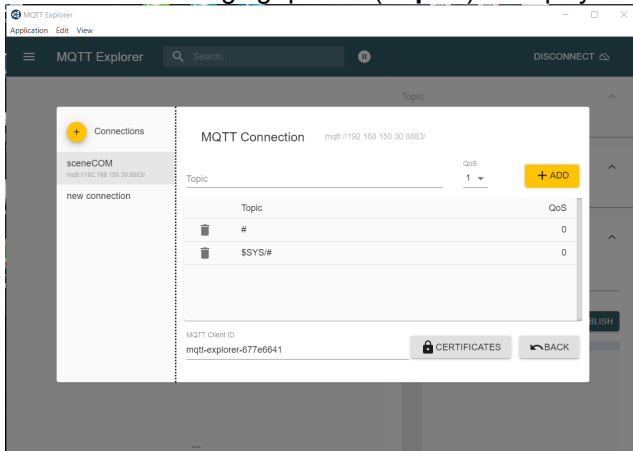 MQTT Explorer
Application Edit View
MQTT Explorer Search... DISCONNECT
Topic
Connections
MQTT Connection mqtt://192.168.150.30:8883/
sceneCOM
mqtt://192.168.150.30:8883/
new connection
Topic
QoS
1
+ ADD
Topic QoS
# 0
$SYS/# 0
MQTT Client ID
mqtt-explorer-677e6641
CERTIFICATES
BACK
BLISH
...